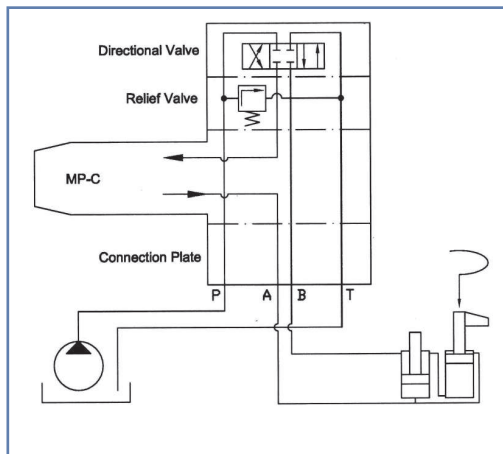 Directional Valve
Relief Valve
MP-C
Connection Plate
P A B T